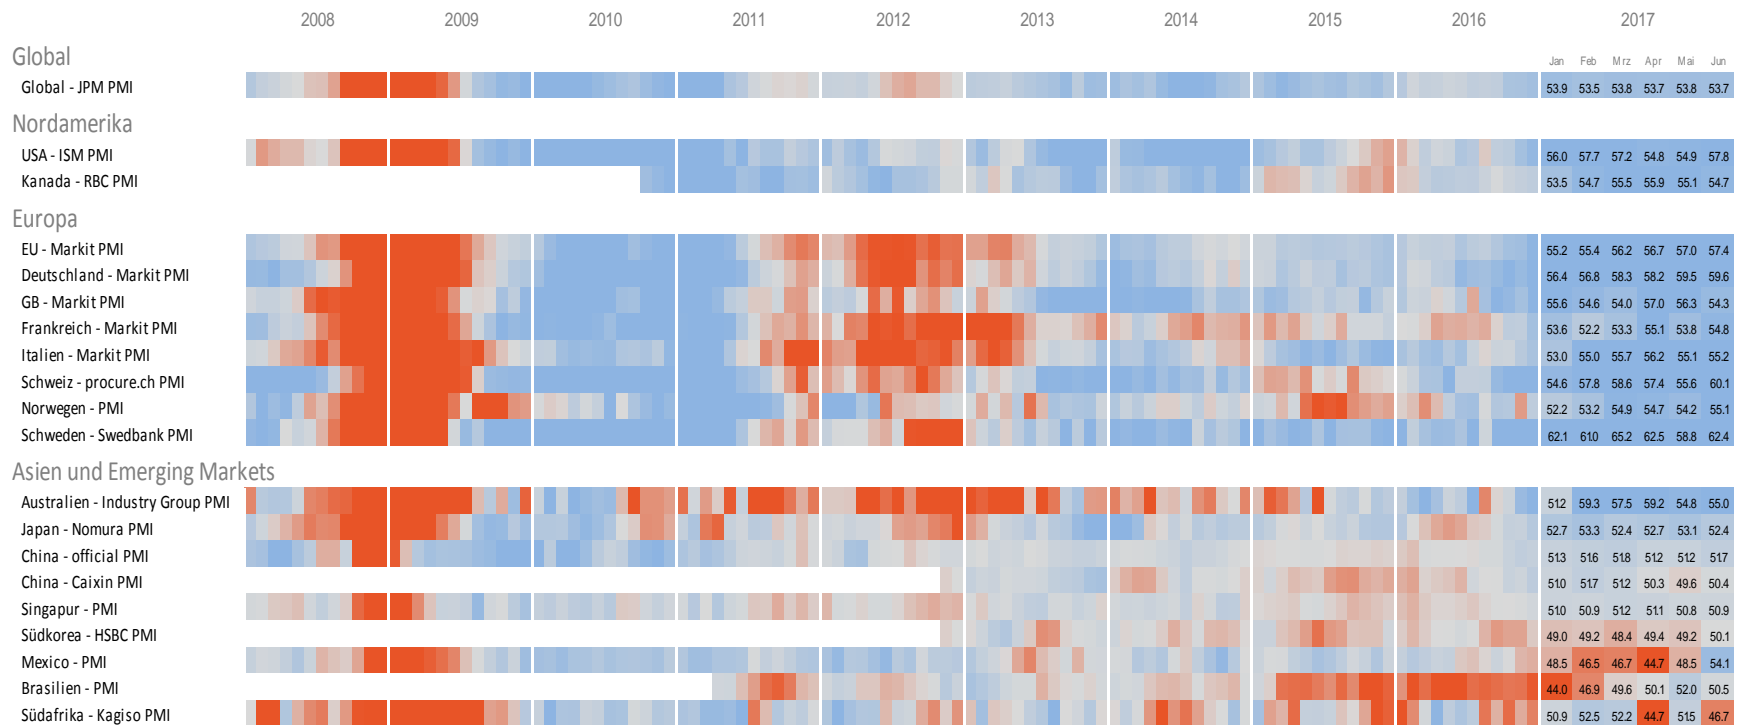 2008 2009 2010 2011 2012 2013 2014 2015 2016 2017
Global
Jan Feb Mrz Apr Mai Jun
Global - JPM PMI 53.9 53.5 53.8 53.7 53.8 53.7
Nordamerika
USA - ISM PMI 56.0 57.7 57.2 54.8 54.9 57.8
Kanada - RBC PMI 53.5 54.7 55.5 55.9 55.1 54.7
Europa
EU - Markit PMI 55.2 55.4 56.2 56.7 57.0 57.4
Deutschland - Markit PMI 56.4 56.8 58.3 58.2 59.5 59.6
GB - Markit PMI 55.6 54.6 54.0 57.0 56.3 54.3
Frankreich - Markit PMI 53.6 52.2 53.3 55.1 53.8 54.8
Italien - Markit PMI 53.0 55.0 55.7 56.2 55.1 55.2
Schweiz - procure.ch PMI 54.6 57.8 58.6 57.4 55.6 60.1
Norwegen - PMI 52.2 53.2 54.9 54.7 54.2 55.1
Schweden - Swedbank PMI 62.1 61.0 65.2 62.5 58.8 62.4
Asien und Emerging Markets
Australien - Industry Group PMI 51.2 59.3 57.5 59.2 54.8 55.0
Japan - Nomura PMI 52.7 53.3 52.4 52.7 53.1 52.4
China - official PMI 51.3 51.6 51.8 51.2 51.2 51.7
China - Caixin PMI 51.0 51.7 51.2 50.3 49.6 50.4
Singapur - PMI 51.0 50.9 51.2 51.1 50.8 50.9
Südkorea - HSBC PMI 49.0 49.2 48.4 49.4 49.2 50.1
Mexico - PMI 48.5 46.5 46.7 44.7 48.5 54.1
Brasilien - PMI 44.0 46.9 49.6 50.1 52.0 50.5
Südafrika - Kagiso PMI 50.9 52.5 52.2 44.7 51.5 46.7